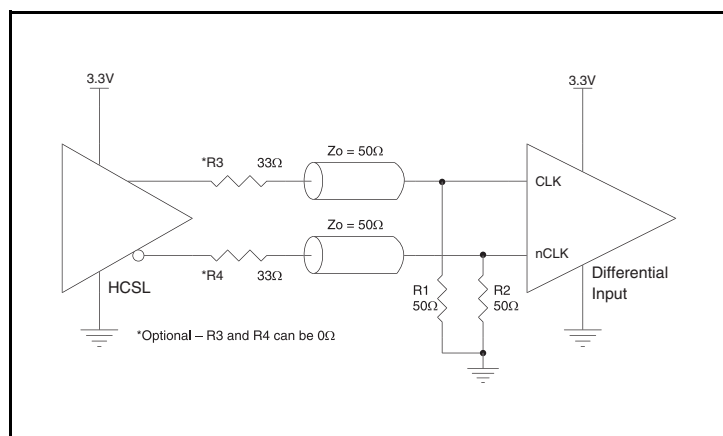 3.3V
3.3V
*R3 33Ω
Zo = 50Ω
CLK
Zo = 50Ω
nCLK
*R4 33Ω
HCSL
R1
50Ω
R2
50Ω
Differential
Input
*Optional – R3 and R4 can be 0Ω